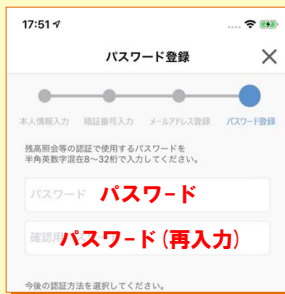 17:51
パスワード登録
本人情報入力 暗証番号入力 メールアドレス登録 パスワード登録
残高照会等の認証で使用するパスワードを
半角英数字混在8〜32桁で入力してください。
パスワード パスワード
確認用 パスワード(再入力)
今後の認証方法を選択してください。